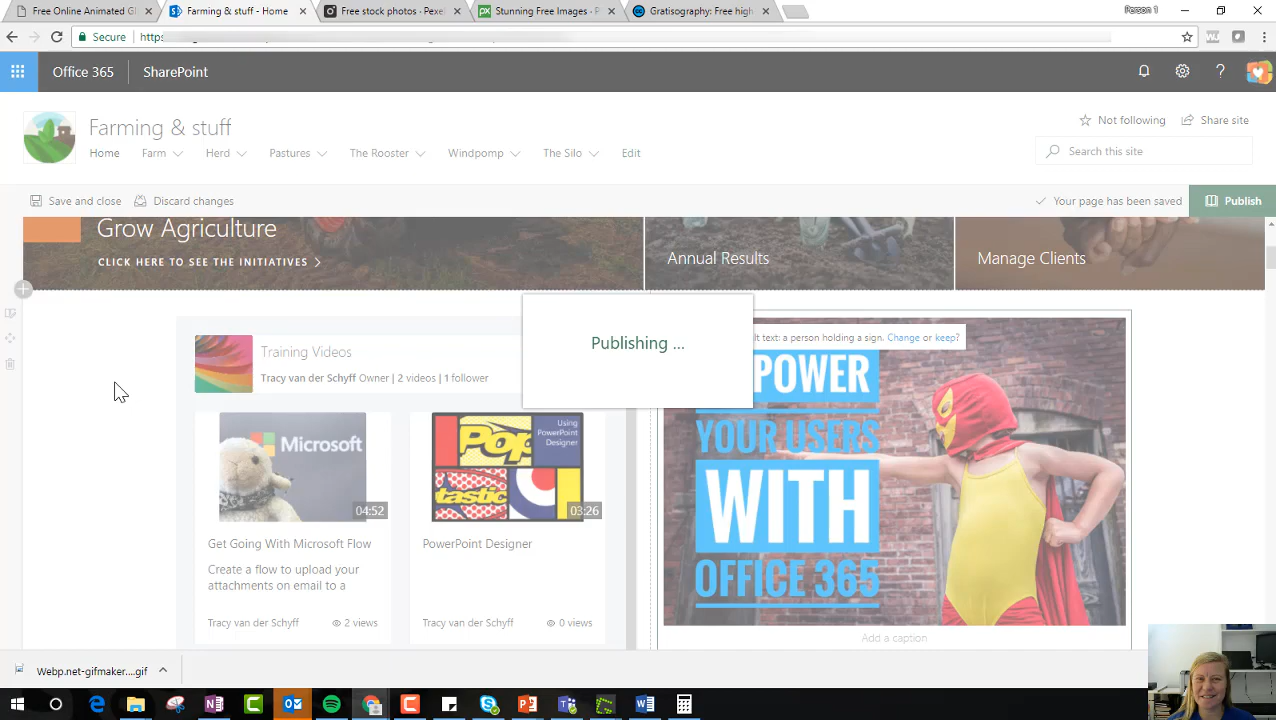 Free Online Animated GI
Farming & stuff - Home
Free stock photos - Pexe
Stunning Free Images - P
Gratisography: Free high
Person 1
Secure
https
Office 365
SharePoint
Farming & stuff
Not following
Share site
Home
Farm
Herd
Pastures
The Rooster
Windpomp
The Silo
Edit
Search this site
Save and close
Discard changes
Your page has been saved
Publish
Grow Agriculture
CLICK HERE TO SEE THE INITIATIVES
Annual Results
Manage Clients
Publishing ...
Training Videos
Tracy van der Schyff Owner | 2 videos | 1 follower
lt text: a person holding a sign. Change or keep?
POWER
YOUR USERS
WITH
OFFICE 365
Microsoft
04:52
Using
PowerPoint
Designer
Pop
tastic
03:26
Get Going With Microsoft Flow
Create a flow to upload your
attachments on email to a
Tracy van der Schyff
2 views
PowerPoint Designer
Tracy van der Schyff
0 views
Add a caption
Webp.net-gifmaker....gif